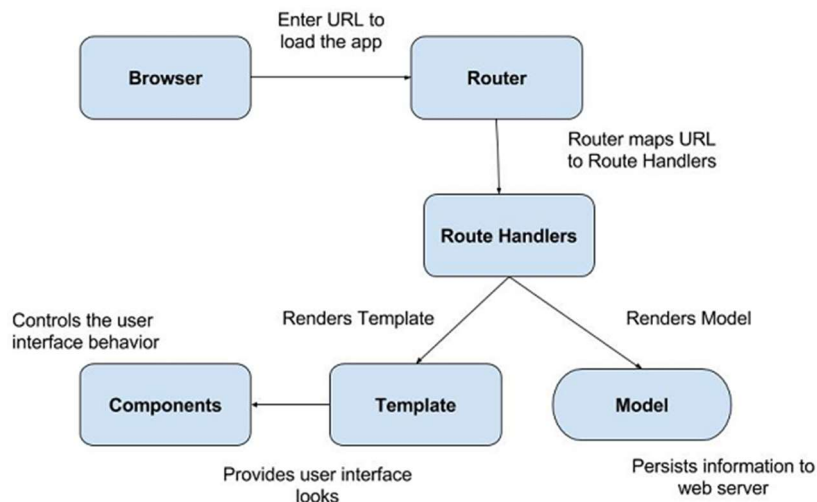 Enter URL to
load the app
Browser
Router
Router maps URL
to Route Handlers
Route Handlers
Renders Template
Renders Model
Controls the user
interface behavior
Components
Template
Model
Provides user interface
looks
Persists information to
web server